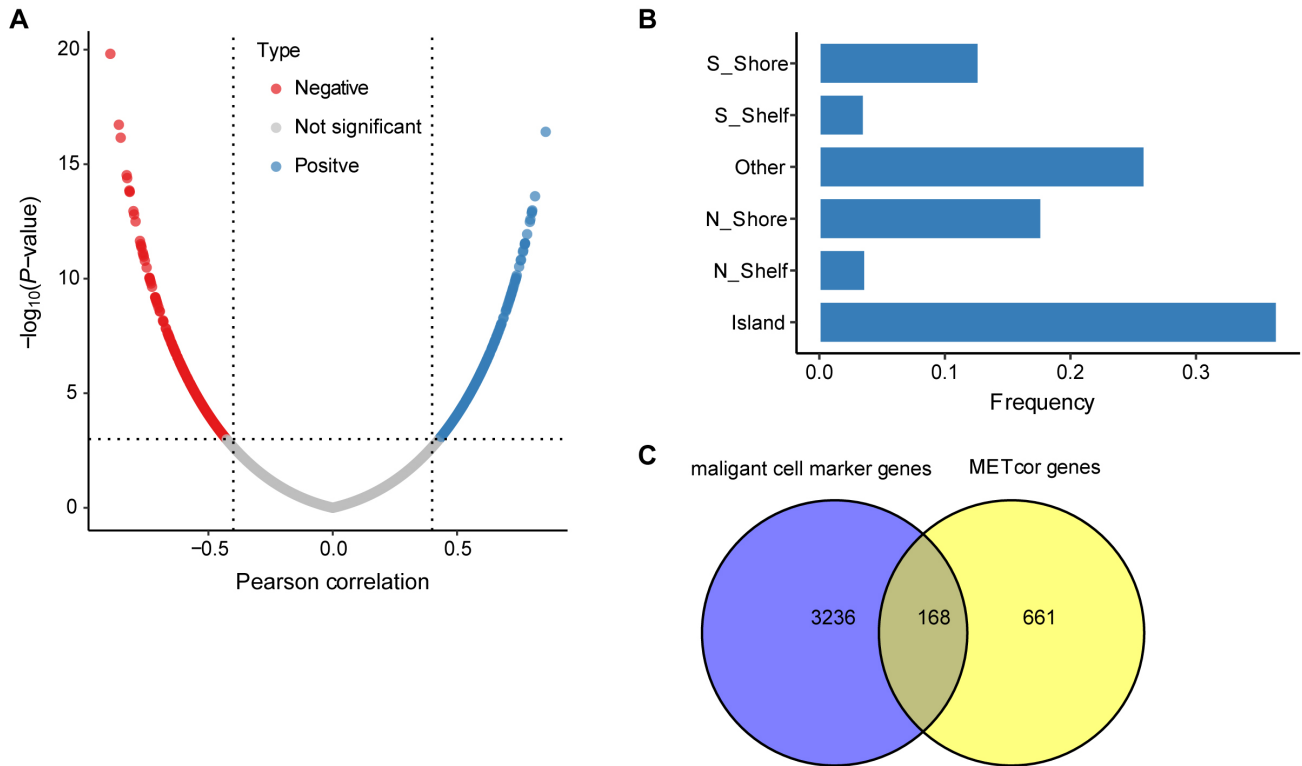 A
20
15
10
5
0
−log10(P−value)
Type
Negative
Not significant
Positve
−0.5
0.0
0.5
Pearson correlation
B
S_Shore
S_Shelf
Other
N_Shore
N_Shelf
Island
0.0
0.1
0.2
0.3
Frequency
C
maligant cell marker genes
METcor genes
3236
168
661